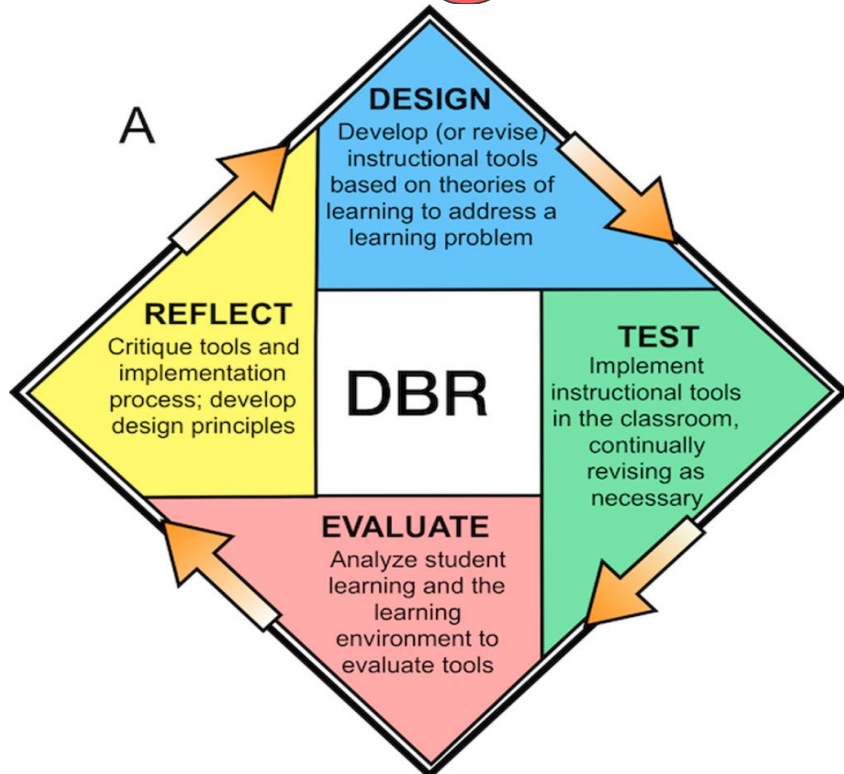 A
DESIGN
Develop (or revise)
instructional tools
based on theories of
learning to address a
learning problem
REFLECT
Critique tools and
implementation
process; develop
design principles
DBR
TEST
Implement
instructional tools
in the classroom,
continually
revising as
necessary
EVALUATE
Analyze student
learning and the
learning
environment to
evaluate tools